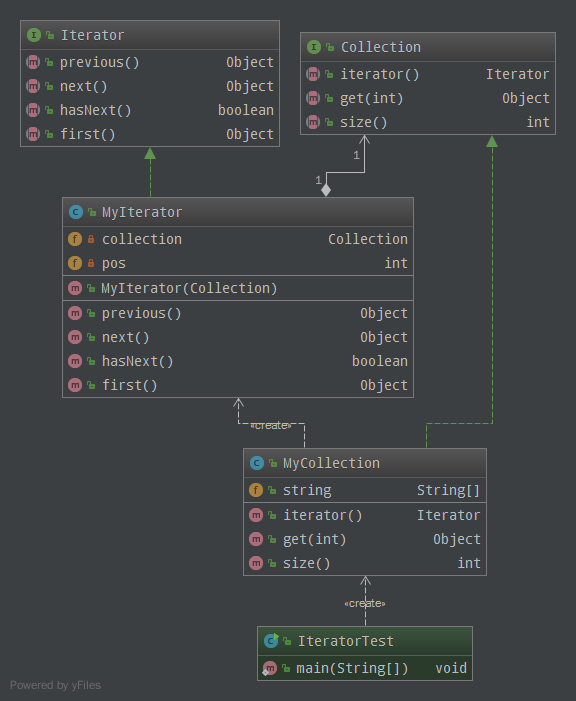 Iterator
previous() Object
next() Object
hasNext() boolean
first() Object
Collection
iterator() Iterator
get(int) Object
size() int
1
1
MyIterator
collection Collection
pos int
MyIterator(Collection)
previous() Object
next() Object
hasNext() boolean
first() Object
«create»
MyCollection
string String[]
iterator() Iterator
get(int) Object
size() int
«create»
IteratorTest
main(String[]) void
Powered by yFiles